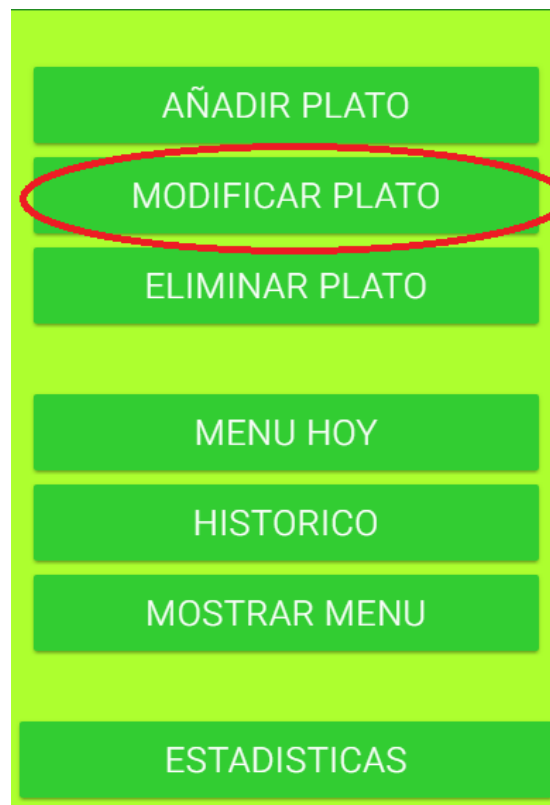 AÑADIR PLATO
MODIFICAR PLATO
ELIMINAR PLATO
MENU HOY
HISTORICO
MOSTRAR MENU
ESTADISTICAS